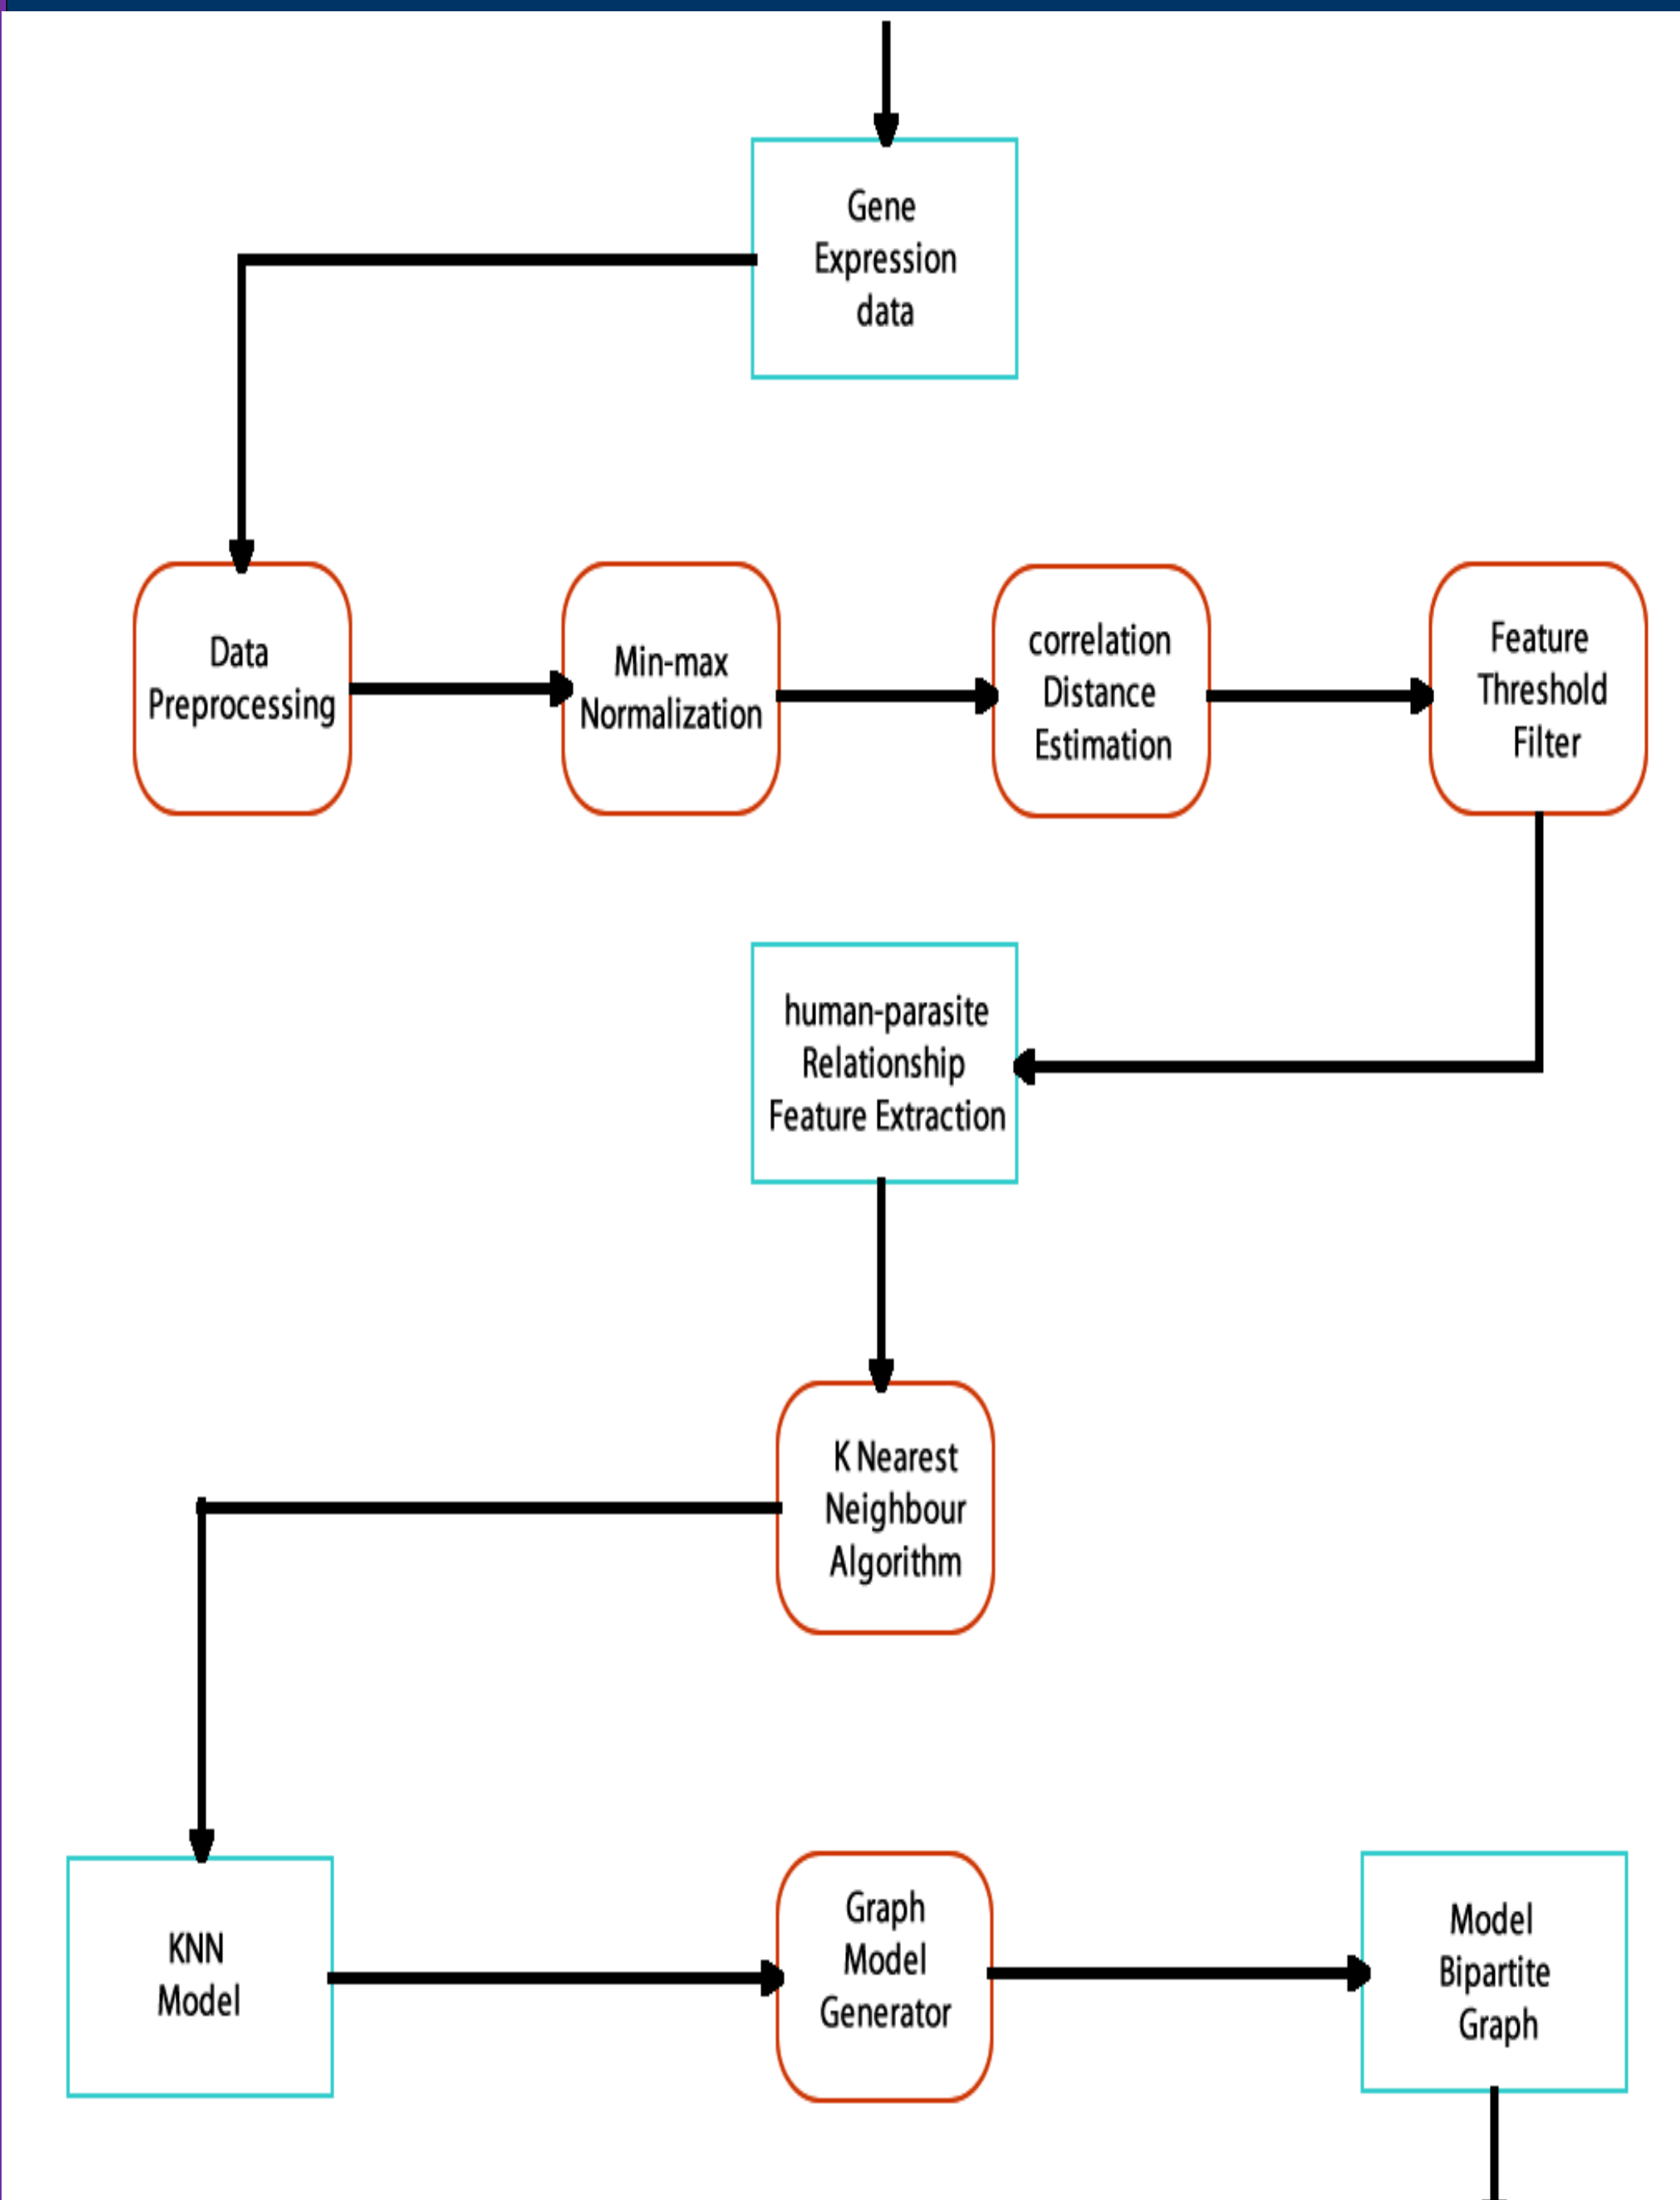 Gene
Expression
data
Data
Preprocessing
Min-max
Normalization
correlation
Distance
Estimation
Feature
Threshold
Filter
human-parasite
Relationship
Feature Extraction
K Nearest
Neighbour
Algorithm
KNN
Model
Graph
Model
Generator
Model
Bipartite
Graph